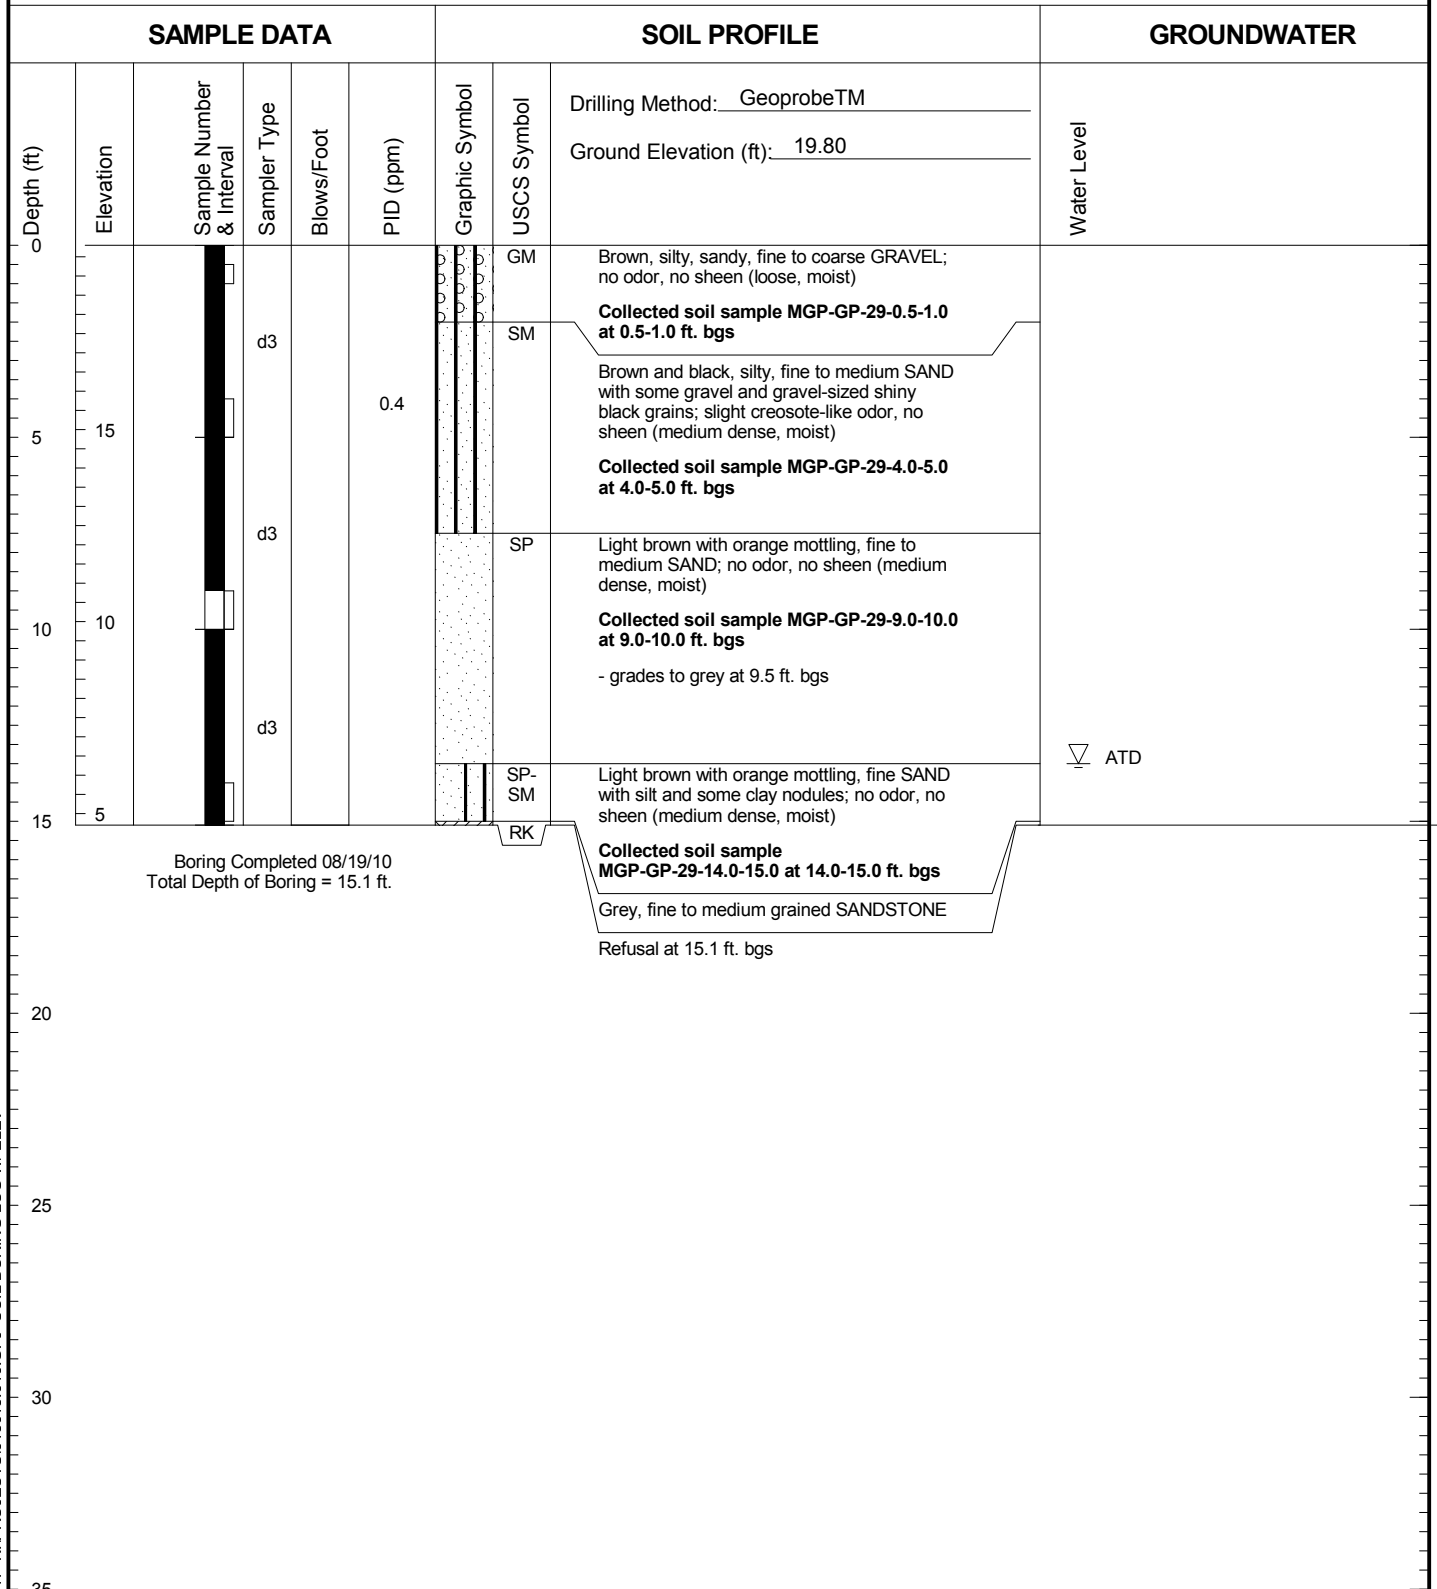 SAMPLE DATA
SOIL PROFILE
GROUNDWATER
Depth (ft)
Elevation
Sample Number
& Interval
Sampler Type
Blows/Foot
PID (ppm)
Graphic Symbol
USCS Symbol
Drilling Method: GeoprobeTM
Ground Elevation (ft): 19.80
Water Level
0
GM
Brown, silty, sandy, fine to coarse GRAVEL;
no odor, no sheen (loose, moist)
Collected soil sample MGP-GP-29-0.5-1.0
at 0.5-1.0 ft. bgs
d3
SM
Brown and black, silty, fine to medium SAND
with some gravel and gravel-sized shiny
black grains; slight creosote-like odor, no
sheen (medium dense, moist)
0.4
5
15
Collected soil sample MGP-GP-29-4.0-5.0
at 4.0-5.0 ft. bgs
d3
SP
Light brown with orange mottling, fine to
medium SAND; no odor, no sheen (medium
dense, moist)
10
10
Collected soil sample MGP-GP-29-9.0-10.0
at 9.0-10.0 ft. bgs
- grades to grey at 9.5 ft. bgs
d3
ATD
SP-
SM
Light brown with orange mottling, fine SAND
with silt and some clay nodules; no odor, no
sheen (medium dense, moist)
15
5
RK
Collected soil sample
MGP-GP-29-14.0-15.0 at 14.0-15.0 ft. bgs
Boring Completed 08/19/10
Total Depth of Boring = 15.1 ft.
Grey, fine to medium grained SANDSTONE
Refusal at 15.1 ft. bgs
20
25
30
35